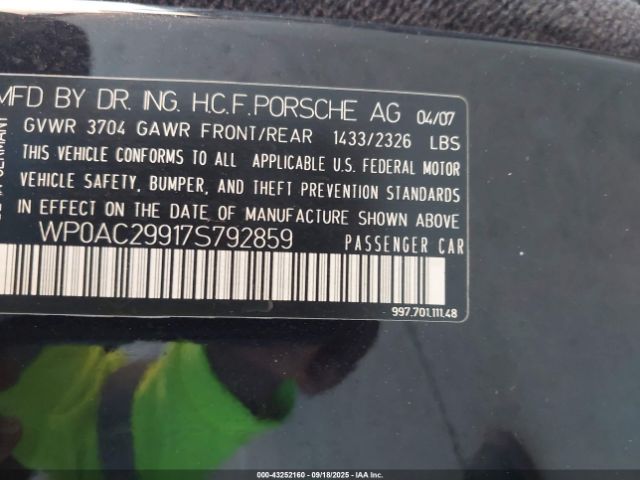 MFD BY DR. ING. H.C.F. PORSCHE AG 04/07
GVWR 3704 GAWR FRONT/REAR 1433/2326 LBS
THIS VEHICLE CONFORMS TO ALL APPLICABLE U.S. FEDERAL MOTOR
VEHICLE SAFETY, BUMPER, AND THEFT PREVENTION STANDARDS
IN EFFECT ON THE DATE OF MANUFACTURE SHOWN ABOVE
WP0AC29917S792859 PASSENGER CAR
997.701.111.48
000-43252160 - 09/18/2025 - IAA Inc.